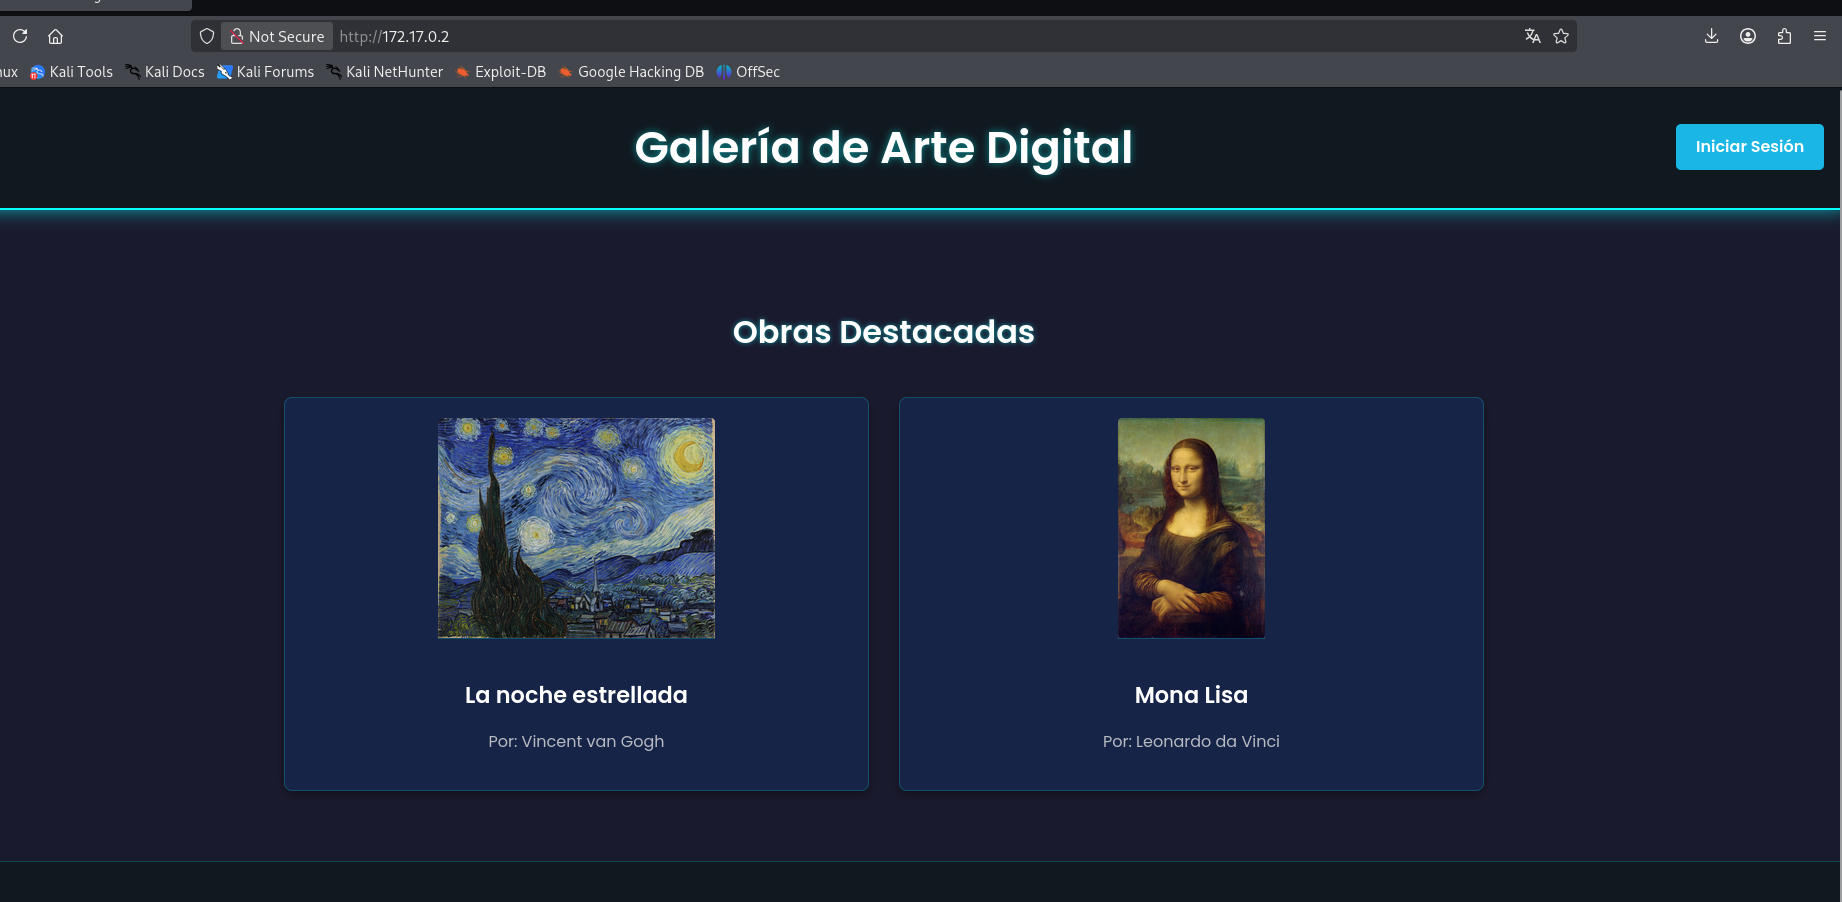 Not Secure http://172.17.0.2
Kali Tools Kali Docs Kali Forums Kali NetHunter Exploit-DB Google Hacking DB OffSec
Galería de Arte Digital
Iniciar Sesión
Obras Destacadas
La noche estrellada
Por: Vincent van Gogh
Mona Lisa
Por: Leonardo da Vinci